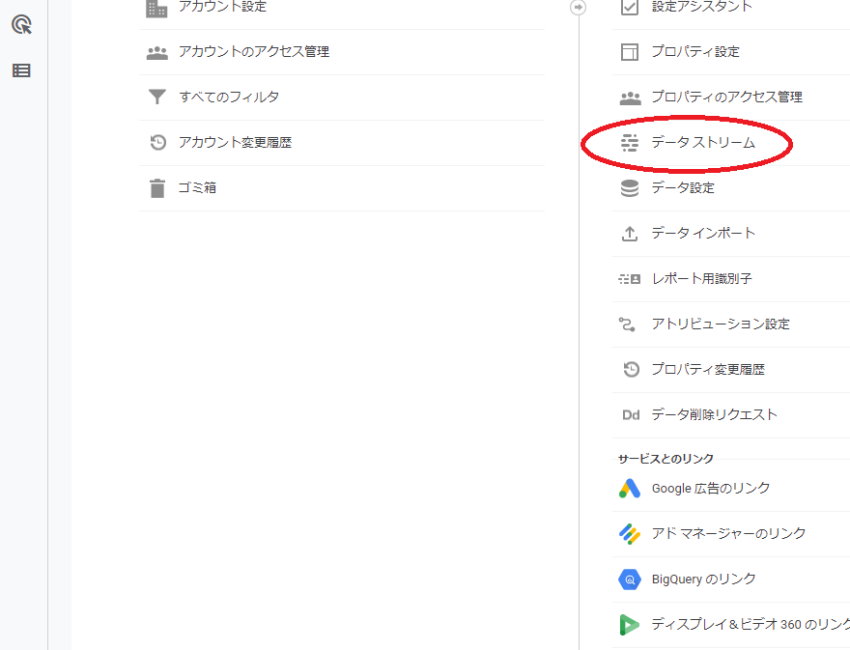 アカウント設定
アカウントのアクセス管理
すべてのフィルタ
アカウント変更履歴
ゴミ箱
設定アシスタント
プロパティ設定
プロパティのアクセス管理
データ ストリーム
データ設定
データ インポート
レポート用識別子
アトリビューション設定
プロパティ変更履歴
Dd データ削除リクエスト
サービスとのリンク
Google 広告のリンク
アド マネージャーのリンク
BigQuery のリンク
ディスプレイ＆ビデオ 360 のリンク